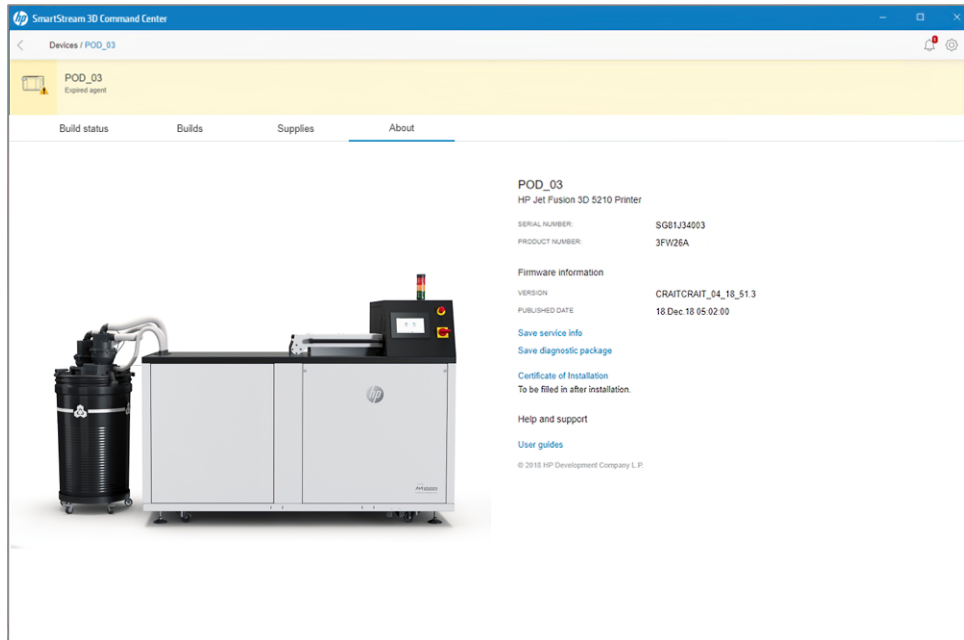 hp SmartStream 3D Command Center
Devices / POD_03
POD_03
Expired agent
Build status Builds Supplies About
POD_03
HP Jet Fusion 3D 5210 Printer
SERIAL NUMBER: SG81J34003
PRODUCT NUMBER: 3FW26A
Firmware information
VERSION CRAITCRAIT_04_18_51.3
PUBLISHED DATE 18 Dec.18 05:02:00
Save service info
Save diagnostic package
Certificate of Installation
To be filled in after installation.
Help and support
User guides
© 2018 HP Development Company L.P.
hp